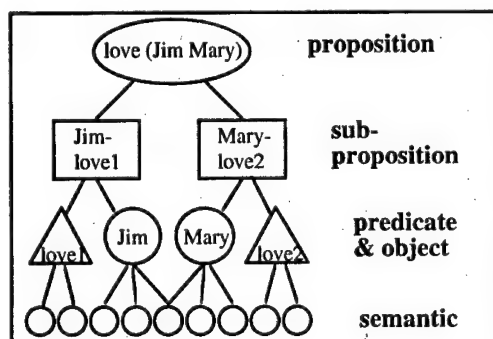 love (Jim Mary)
proposition
Jim-
love1
Mary-
love2
sub-
proposition
love1
Jim
Mary
love2
predicate
& object
semantic